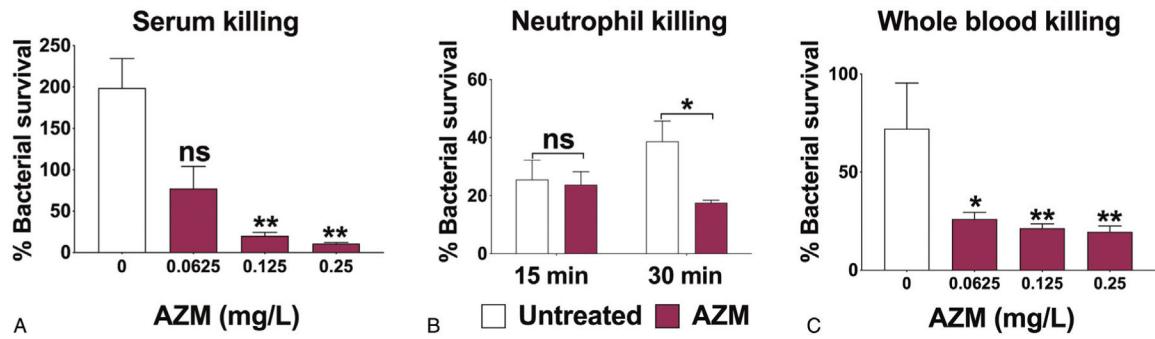 Serum killing
% Bacterial survival
250
200
150
100
50
0
ns
**
**
0 0.0625 0.125 0.25
AZM (mg/L)
A
Neutrophil killing
% Bacterial survival
60
40
20
0
ns
*
15 min 30 min
Untreated AZM
B
Whole blood killing
% Bacterial survival
100
50
0
*
**
**
0 0.0625 0.125 0.25
AZM (mg/L)
C